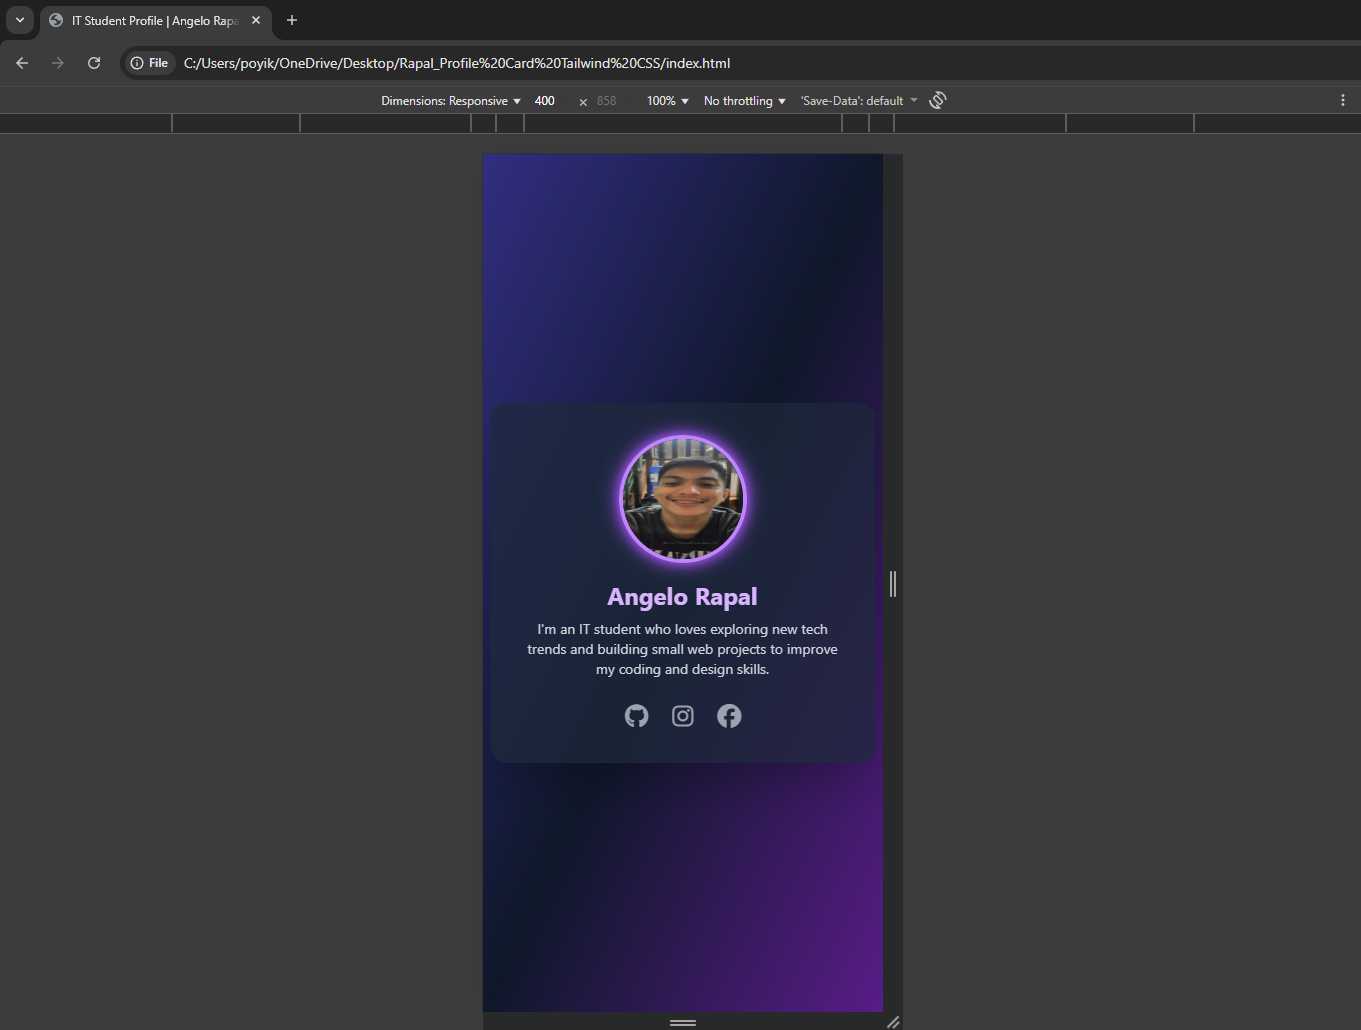 IT Student Profile | Angelo Rapa
File
C:/Users/poyik/OneDrive/Desktop/Rapal_Profile%20Card%20Tailwind%20CSS/index.html
Dimensions: Responsive 400 × 858 100% No throttling 'Save-Data': default
Angelo Rapal
I'm an IT student who loves exploring new tech
trends and building small web projects to improve
my coding and design skills.